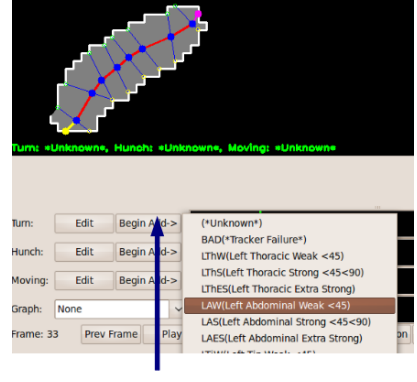 Turn: *Unknown*, Hunch: *Unknown*, Moving: *Unknown*
Turn: Edit Begin Add-> (*Unknown*)
BAD(*Tracker Failure*)
Hunch: Edit Begin Add-> LThW(Left Thoracic Weak <45)
LThS(Left Thoracic Strong <45<90)
Moving: Edit Begin Add-> LThES(Left Thoracic Extra Strong)
Graph: None LAW(Left Abdominal Weak <45)
LAS(Left Abdominal Strong <45<90)
Frame: 33 Prev Frame Play LAES(Left Abdominal Extra Strong) on